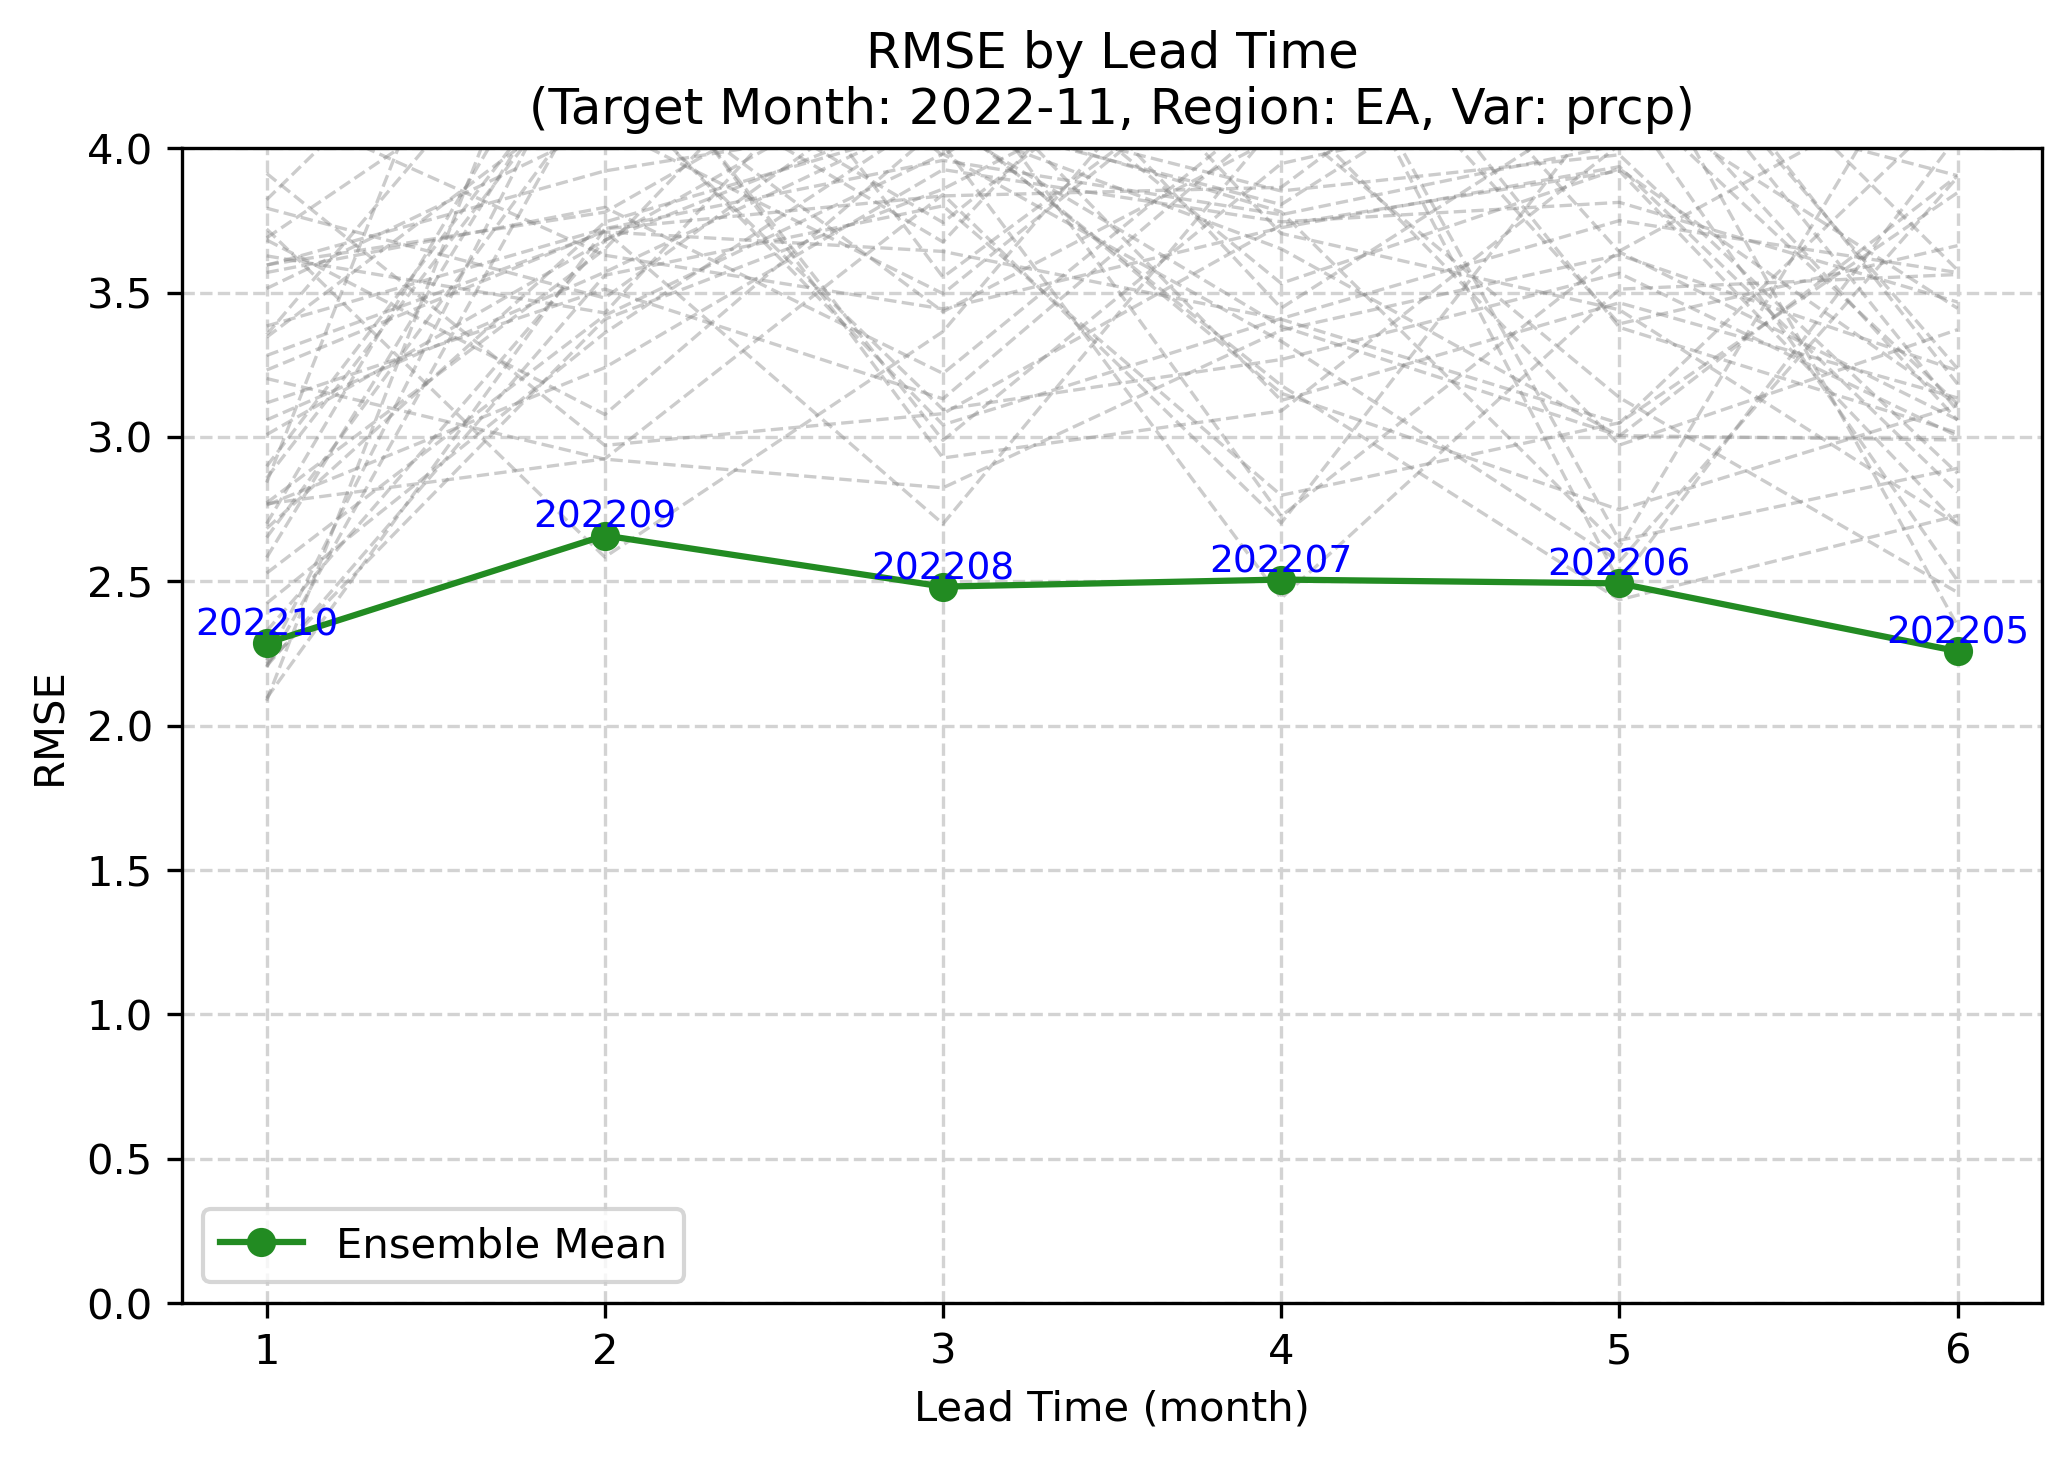 RMSE by Lead Time
(Target Month: 2022-11, Region: EA, Var: prcp)
4.0
3.5
3.0
2.5
2.0
1.5
1.0
0.5
0.0
RMSE
202210
202209
202208
202207
202206
202205
Ensemble Mean
1 2 3 4 5 6
Lead Time (month)